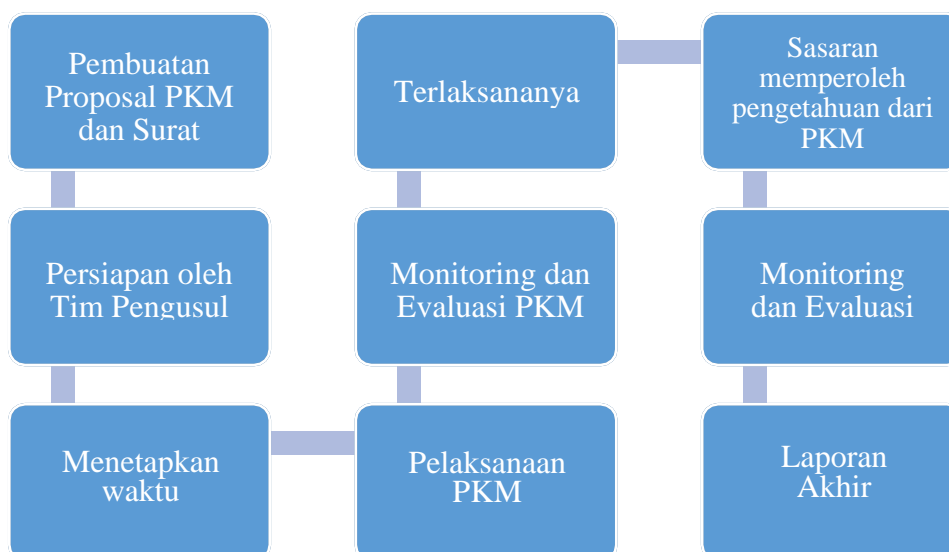 Pembuatan
Proposal PKM
dan Surat
Persiapan oleh
Tim Pengusul
Menetapkan
waktu
Pelaksanaan
PKM
Monitoring dan
Evaluasi PKM
Terlaksananya
Sasaran
memperoleh
pengetahuan dari
PKM
Monitoring
dan Evaluasi
Laporan
Akhir